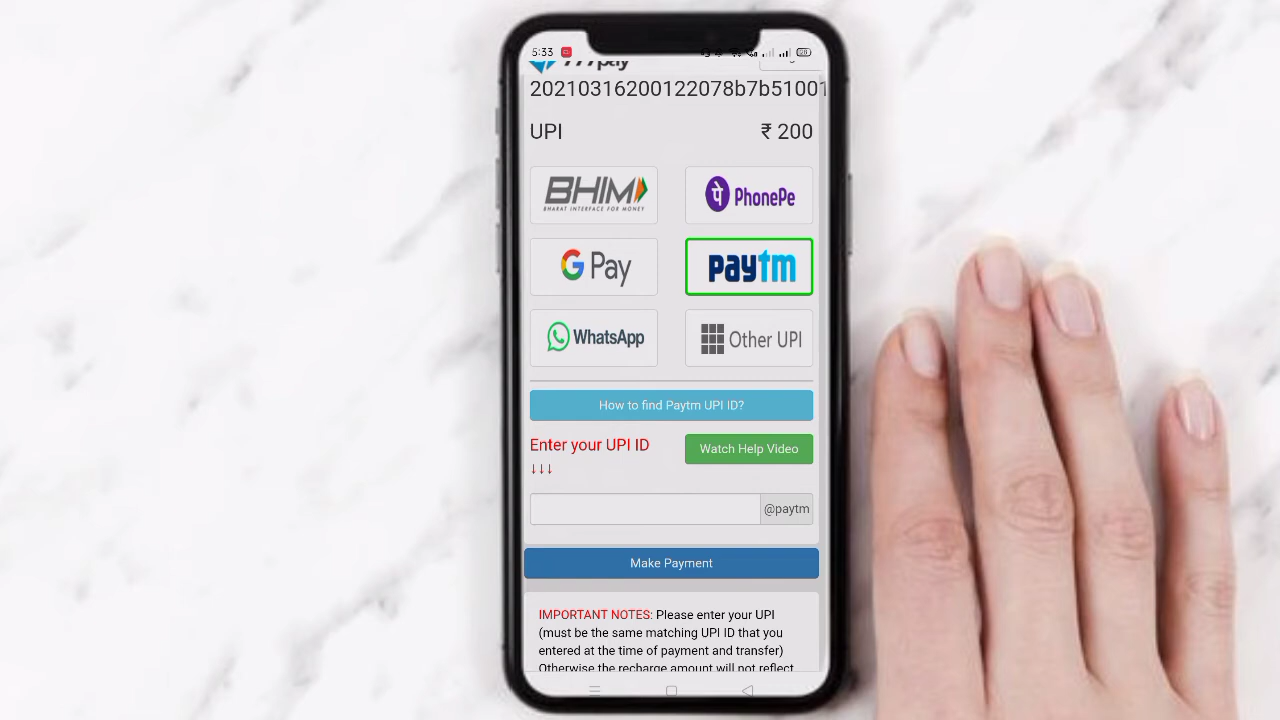 5:33
777pay
20210316200122078b7b51001
UPI ₹ 200
BHIM PhonePe
BHARAT INTERFACE FOR MONEY
G Pay paytm
WhatsApp Other UPI
How to find Paytm UPI ID?
Enter your UPI ID Watch Help Video
↓↓↓
@paytm
Make Payment
IMPORTANT NOTES: Please enter your UPI
(must be the same matching UPI ID that you
entered at the time of payment and transfer)
Otherwise the recharge amount will not reflect